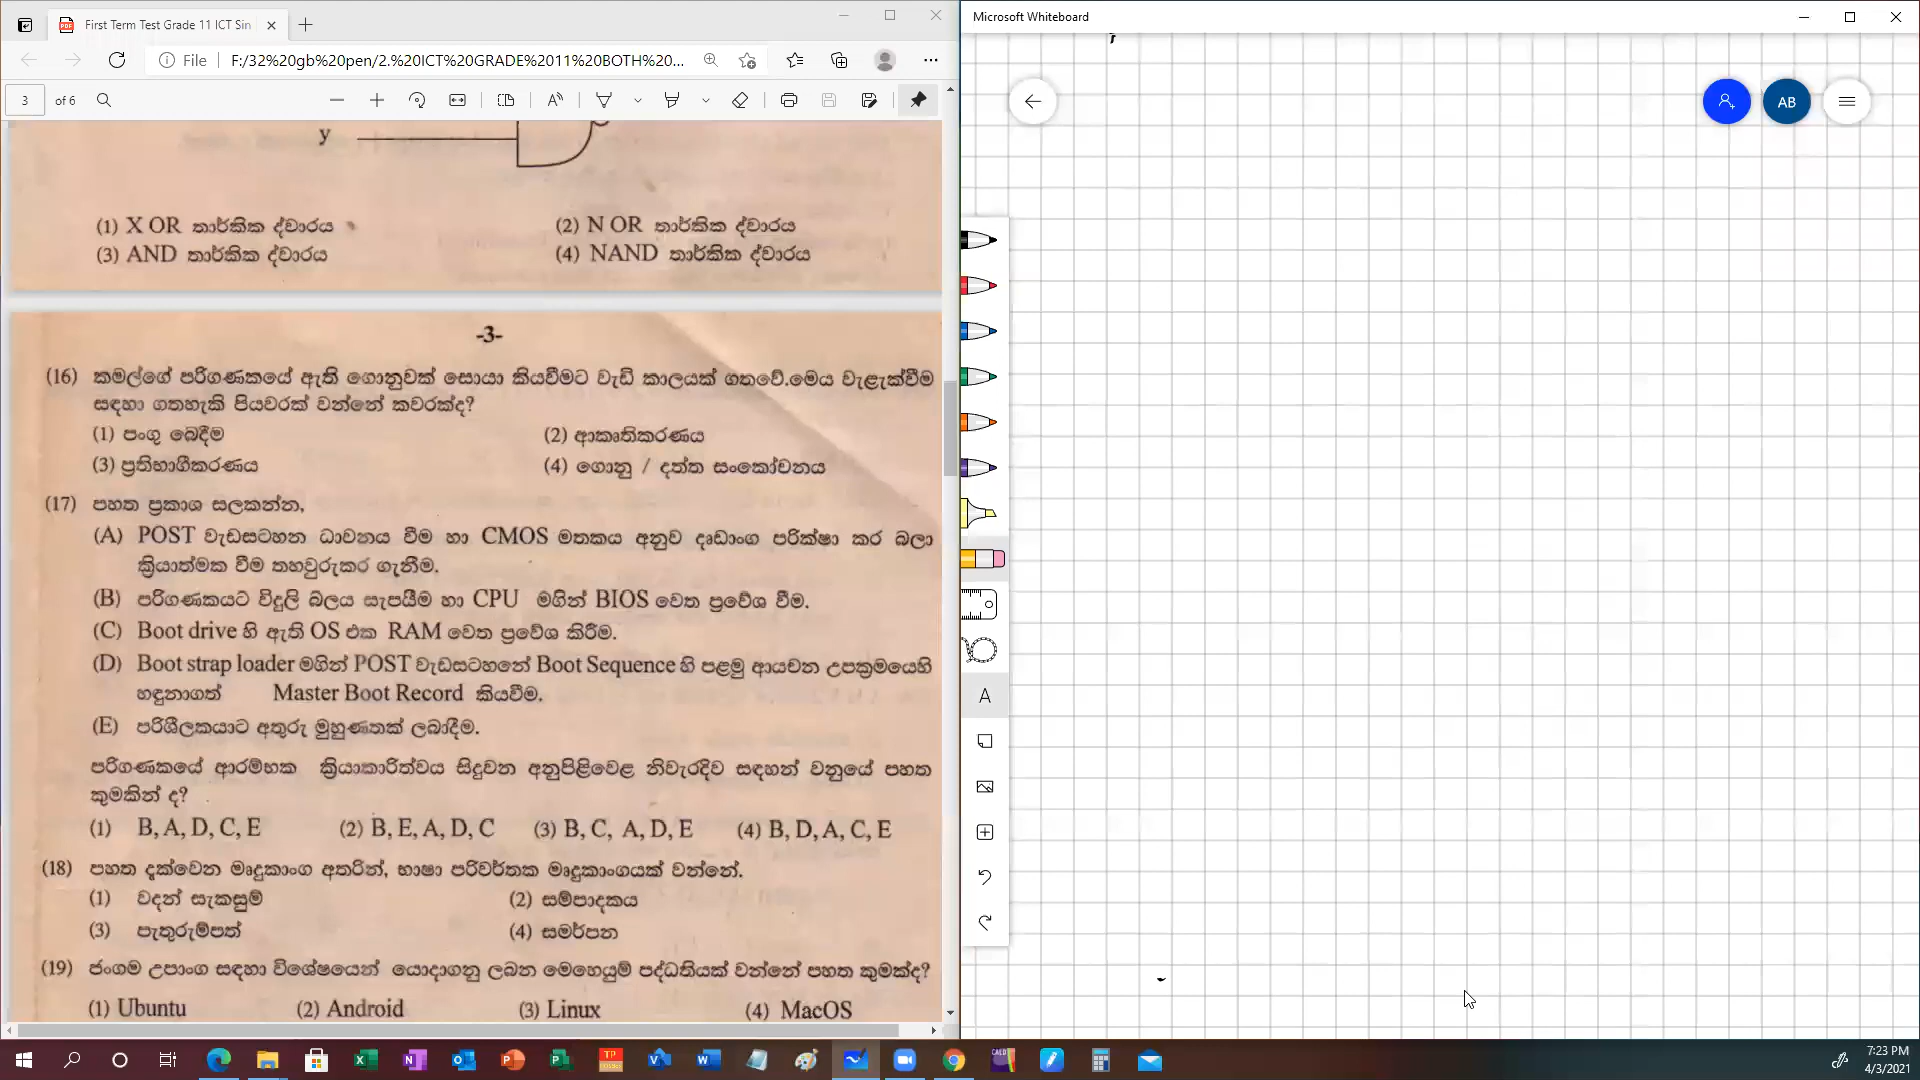 First Term Test Grade 11 ICT Sin
Microsoft Whiteboard
File
F:/32%20gb%20pen/2.%20ICT%20GRADE%2011%20BOTH%20...
3
of 6
AB
y
(1) X OR තාර්කික ද්වාරය
(2) N OR තාර්කික ද්වාරය
(3) AND තාර්කික ද්වාරය
(4) NAND තාර්කික ද්වාරය
-3-
(16) කමල්ගේ පරිගණකයේ ඇති ගොනුවක් සොයා කියවීමට වැඩි කාලයක් ගතවේ.මෙය වැළැක්වීම
සඳහා ගතහැකි පියවරක් වන්නේ කවරක්ද?
(1) පංගු බෙදීම
(2) ආකෘතිකරණය
(3) ප්‍රතිභාගීකරණය
(4) ගොනු / දත්ත සංකෝචනය
(17) පහත ප්‍රකාශ සලකන්න,
(A) POST වැඩසටහන ධාවනය වීම හා CMOS මතකය අනුව දෘඩාංග පරික්ෂා කර බලා
ක්‍රියාත්මක වීම තහවුරුකර ගැනීම.
(B) පරිගණකයට විදුලි බලය සැපයීම හා CPU මගින් BIOS වෙත ප්‍රවේශ වීම.
(C) Boot drive හි ඇති OS එක RAM වෙත ප්‍රවේශ කිරීම.
(D) Boot strap loader මගින් POST වැඩසටහනේ Boot Sequence හි පළමු ආයචන උපක්‍රමයෙහි
හඳුනාගත් Master Boot Record කියවීම.
(E) පරිශීලකයාට අතුරු මුහුණතක් ලබාදීම.
පරිගණකයේ ආරම්භක ක්‍රියාකාරිත්වය සිදුවන අනුපිළිවෙළ නිවැරදිව සඳහන් වනුයේ පහත
කුමකින් ද?
(1) B, A, D, C, E
(2) B, E, A, D, C
(3) B, C, A, D, E
(4) B, D, A, C, E
(18) පහත දැක්වෙන මෘදුකාංග අතරින්, භාෂා පරිවර්තක මෘදුකාංගයක් වන්නේ.
(1) වදන් සැකසුම්
(2) සම්පාදකය
(3) පැතුරුම්පත්
(4) සමර්පන
(19) ජංගම උපාංග සඳහා විශේෂයෙන් යොදාගනු ලබන මෙහෙයුම් පද්ධතියක් වන්නේ පහත කුමක්ද?
(1) Ubuntu
(2) Android
(3) Linux
(4) MacOS
7:23 PM
4/3/2021